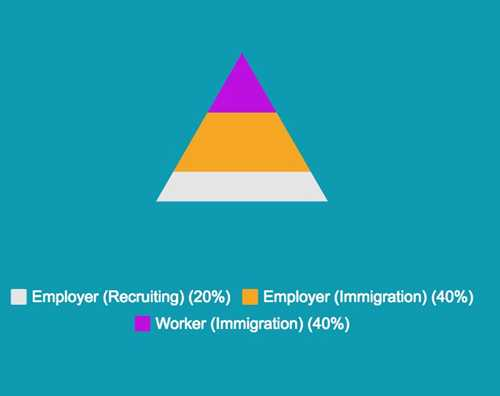 Employer (Recruiting) (20%) Employer (Immigration) (40%)
Worker (Immigration) (40%)